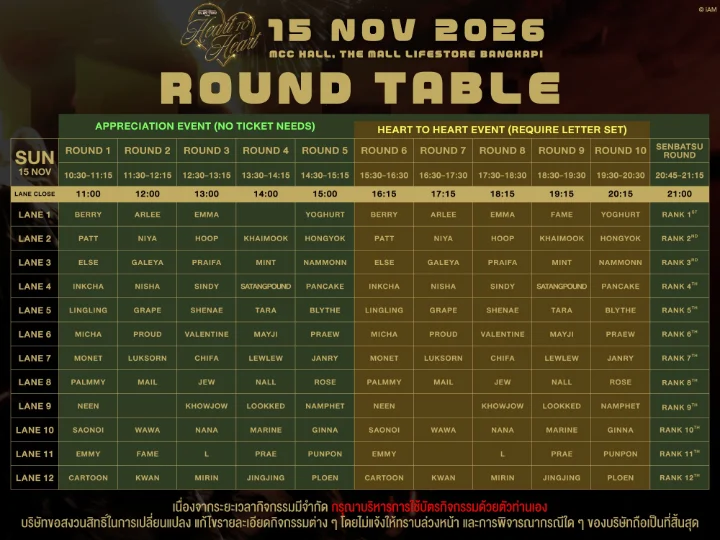 © iAM
Heart to Heart
15 NOV 2026
MCC HALL, THE MALL LIFESTORE BANGKAPI
ROUND TABLE
APPRECIATION EVENT (NO TICKET NEEDS) HEART TO HEART EVENT (REQUIRE LETTER SET)
SUN 15 NOV ROUND 1 ROUND 2 ROUND 3 ROUND 4 ROUND 5 ROUND 6 ROUND 7 ROUND 8 ROUND 9 ROUND 10 SENBATSU ROUND
10:30–11:15 11:30–12:15 12:30–13:15 13:30–14:15 14:30–15:15 15:30–16:30 16:30–17:30 17:30–18:30 18:30–19:30 19:30–20:30 20:45–21:15
LANE CLOSE 11:00 12:00 13:00 14:00 15:00 16:15 17:15 18:15 19:15 20:15 21:00
LANE 1 BERRY ARLEE EMMA YOGHURT BERRY ARLEE EMMA FAME YOGHURT RANK 1ST
LANE 2 PATT NIYA HOOP KHAIMOOK HONGYOK PATT NIYA HOOP KHAIMOOK HONGYOK RANK 2ND
LANE 3 ELSE GALEYA PRAIFA MINT NAMMONN ELSE GALEYA PRAIFA MINT NAMMONN RANK 3RD
LANE 4 INKCHA NISHA SINDY SATANGPOUND PANCAKE INKCHA NISHA SINDY SATANGPOUND PANCAKE RANK 4TH
LANE 5 LINGLING GRAPE SHENAE TARA BLYTHE LINGLING GRAPE SHENAE TARA BLYTHE RANK 5TH
LANE 6 MICHA PROUD VALENTINE MAYJI PRAEW MICHA PROUD VALENTINE MAYJI PRAEW RANK 6TH
LANE 7 MONET LUKSORN CHIFA LEWLEW JANRY MONET LUKSORN CHIFA LEWLEW JANRY RANK 7TH
LANE 8 PALMMY MAIL JEW NALL ROSE PALMMY MAIL JEW NALL ROSE RANK 8TH
LANE 9 NEEN KHOWJOW LOOKKED NAMPHET NEEN KHOWJOW LOOKKED NAMPHET RANK 9TH
LANE 10 SAONOI WAWA NANA MARINE GINNA SAONOI WAWA NANA MARINE GINNA RANK 10TH
LANE 11 EMMY FAME L PRAE PUNPON EMMY L PRAE PUNPON RANK 11TH
LANE 12 CARTOON KWAN MIRIN JINGJING PLOEN CARTOON KWAN MIRIN JINGJING PLOEN RANK 12TH
เนื่องจากระยะเวลากิจกรรมมีจำกัด กรุณาบริหารการใช้บัตรกิจกรรมด้วยตัวท่านเอง
บริษัทขอสงวนสิทธิ์ในการเปลี่ยนแปลง แก้ไขรายละเอียดกิจกรรมต่าง ๆ โดยไม่แจ้งให้ทราบล่วงหน้า และการพิจารณากรณีใด ๆ ของบริษัทถือเป็นที่สิ้นสุด